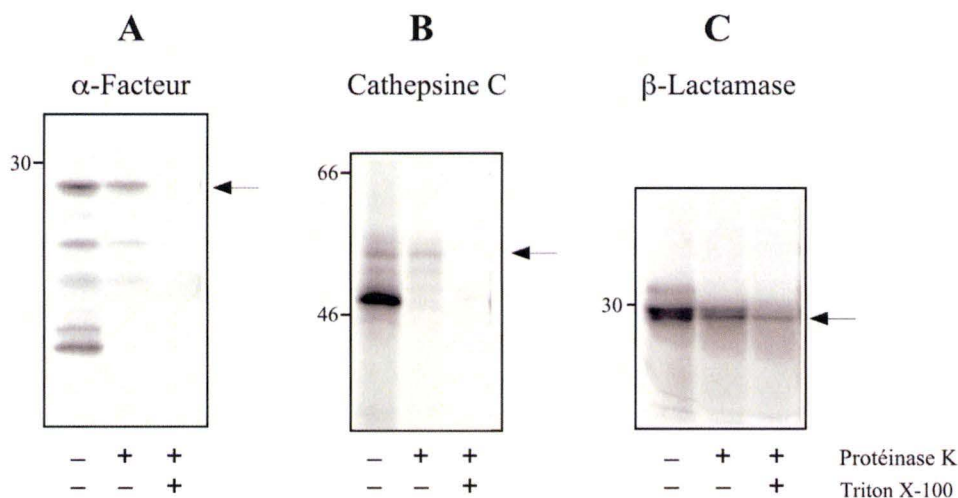 A
B
C
α-Facteur
Cathepsine C
β-Lactamase
30
66
46
30
− + +
− + +
− + +
Protéinase K
− − +
− − +
− − +
Triton X-100